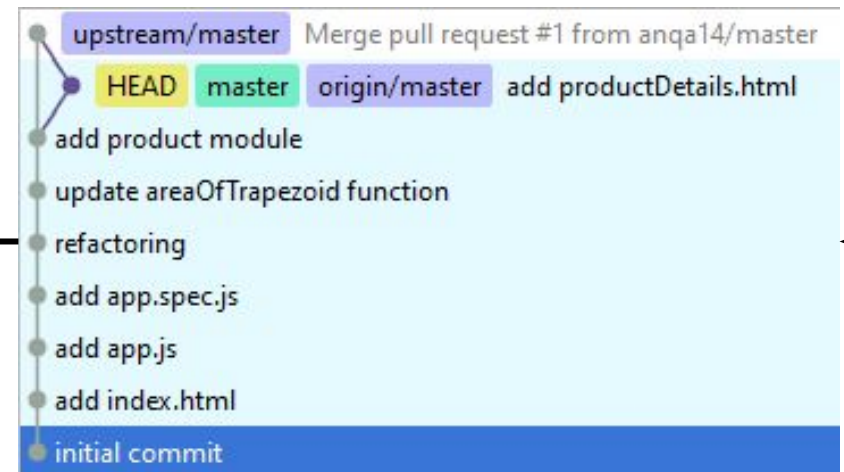 upstream/master Merge pull request #1 from anqa14/master
HEAD master origin/master add productDetails.html
add product module
update areaOfTrapezoid function
refactoring
add app.spec.js
add app.js
add index.html
initial commit